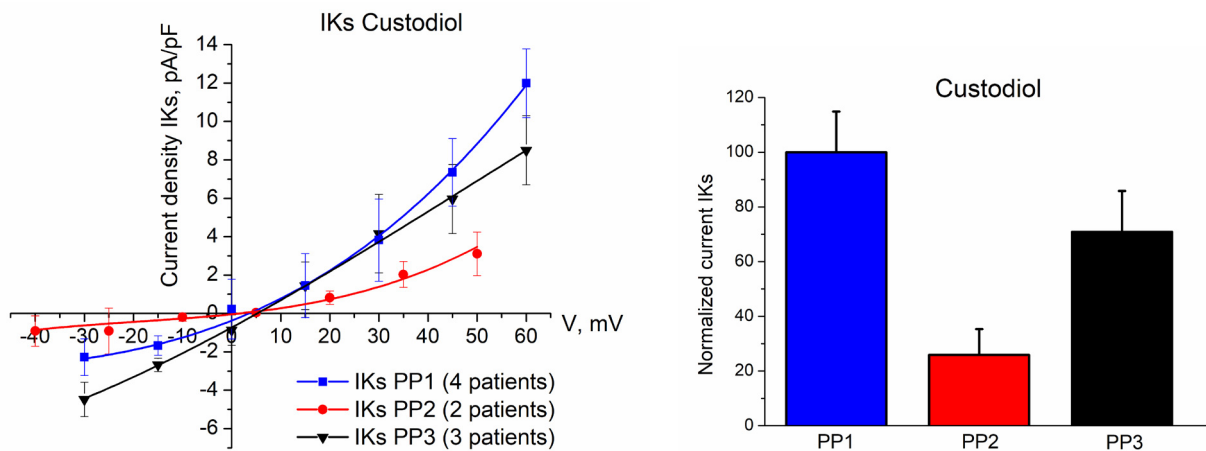 IKs Custodiol
Current density IKs, pA/pF
14
12
10
8
6
4
2
0
-2
-4
-6
-40 -30 -20 -10 0 10 20 30 40 50 60
V, mV
IKs PP1 (4 patients)
IKs PP2 (2 patients)
IKs PP3 (3 patients)
Custodiol
Normalized current IKs
120
100
80
60
40
20
0
PP1 PP2 PP3